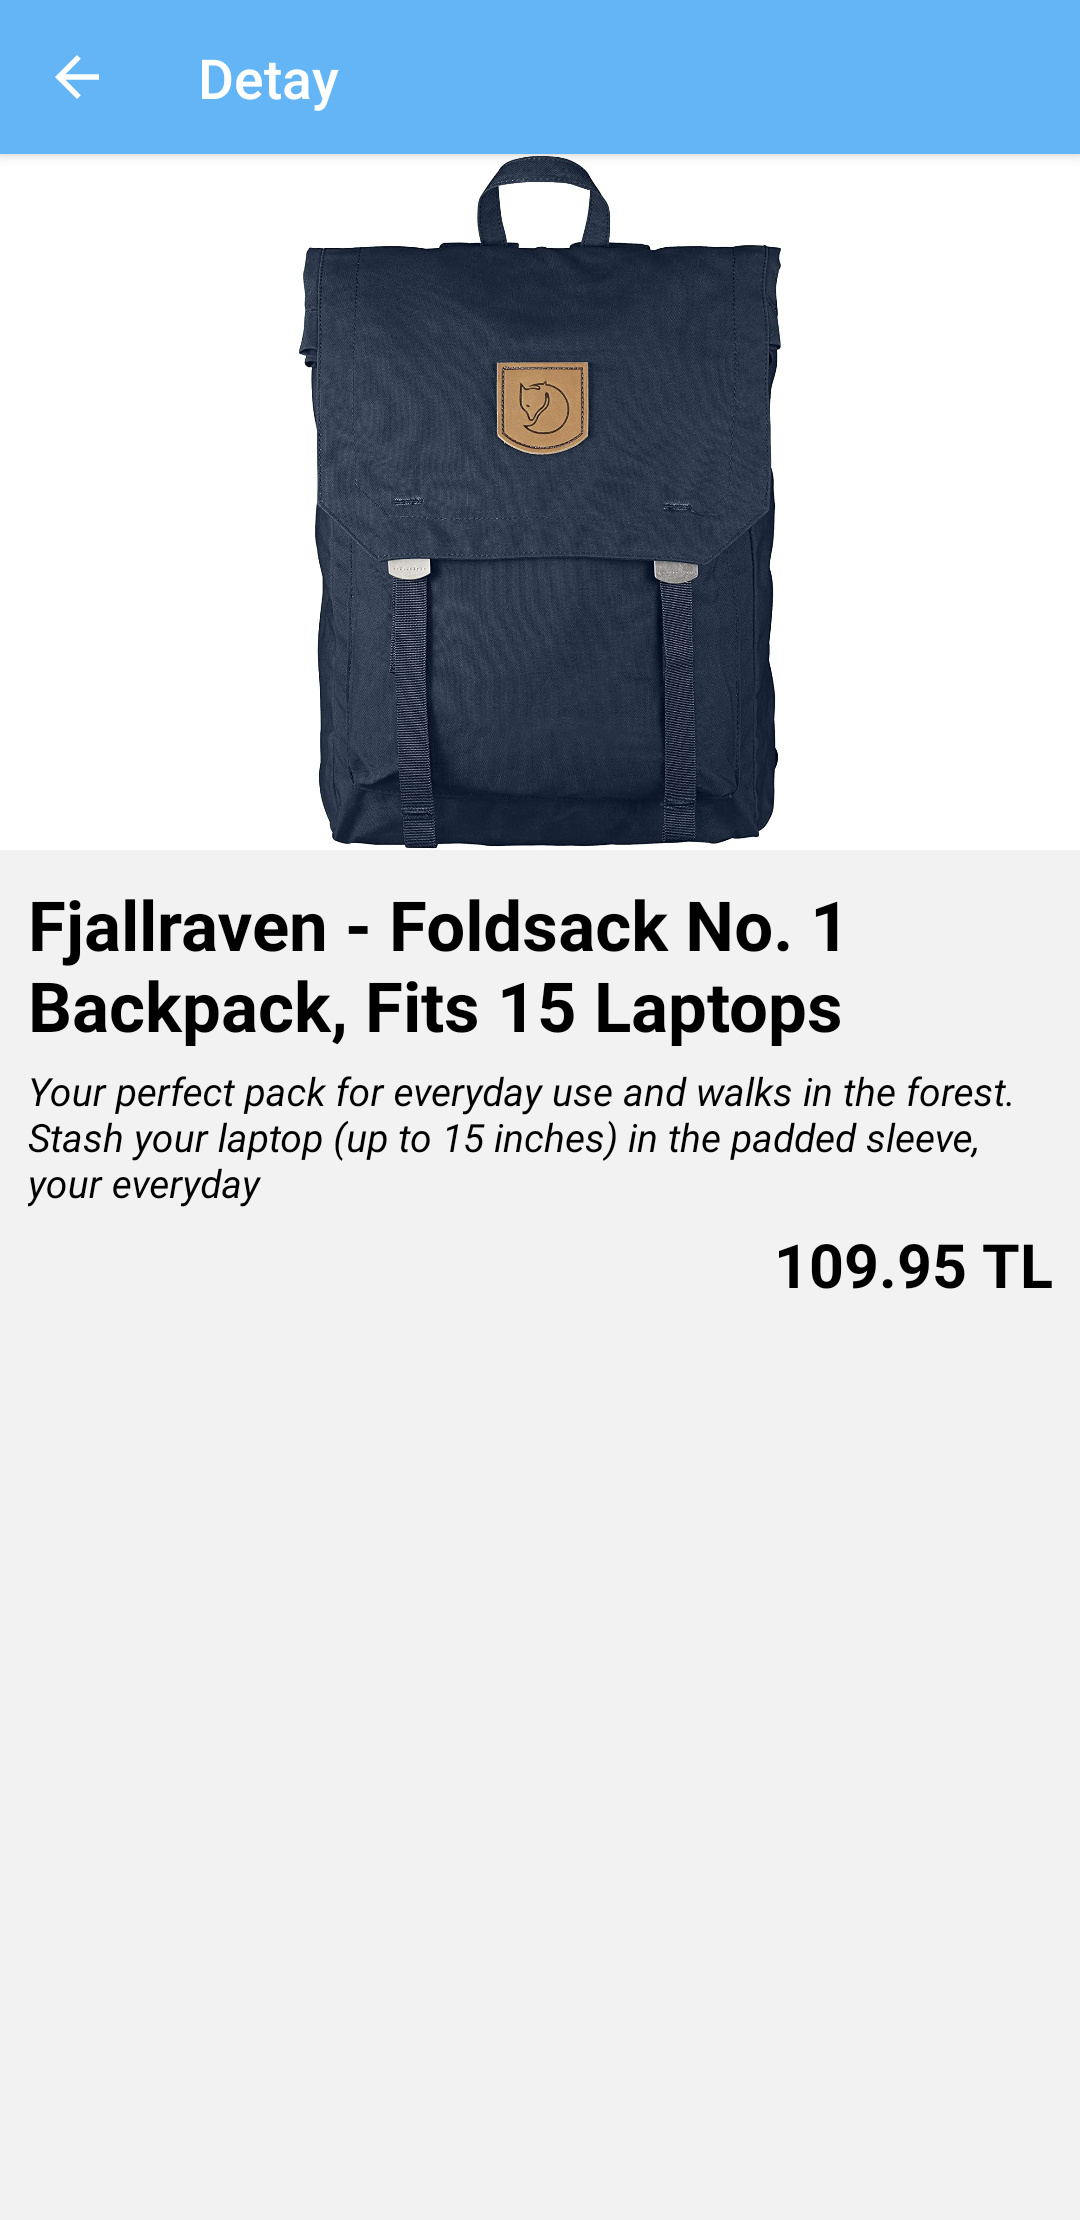 Detay
Fjallraven - Foldsack No. 1
Backpack, Fits 15 Laptops
Your perfect pack for everyday use and walks in the forest.
Stash your laptop (up to 15 inches) in the padded sleeve,
your everyday
109.95 TL